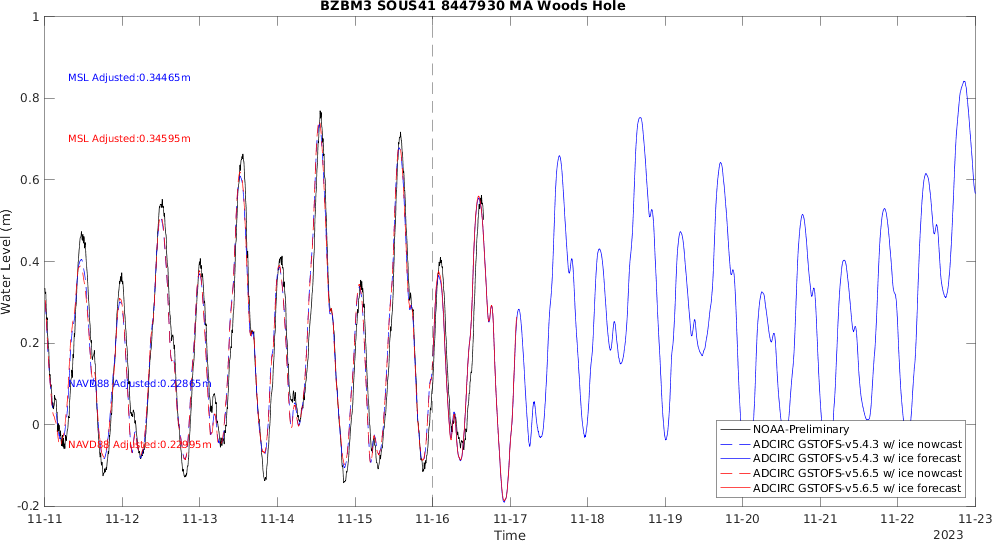 BZBM3 SOUS41 8447930 MA Woods Hole
1
0.8
0.6
0.4
0.2
0
-0.2
Water Level (m)
MSL Adjusted:0.34465m
MSL Adjusted:0.34595m
NAVD88 Adjusted:0.22865m
NAVD88 Adjusted:0.22995m
NOAA-Preliminary
ADCIRC GSTOFS-v5.4.3 w/ ice nowcast
ADCIRC GSTOFS-v5.4.3 w/ ice forecast
ADCIRC GSTOFS-v5.6.5 w/ ice nowcast
ADCIRC GSTOFS-v5.6.5 w/ ice forecast
11-11 11-12 11-13 11-14 11-15 11-16 11-17 11-18 11-19 11-20 11-21 11-22 11-23
Time
2023